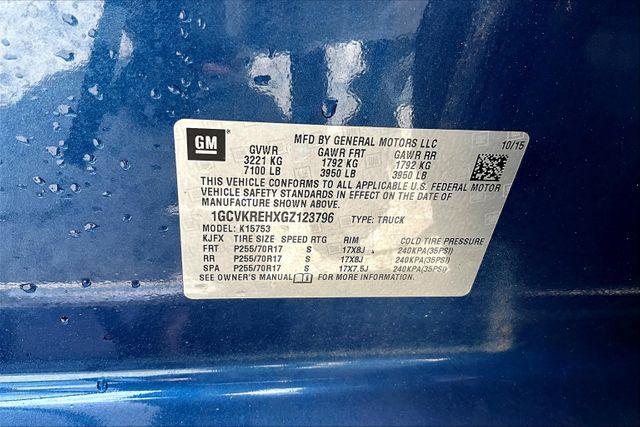 GM MFD BY GENERAL MOTORS LLC 10/15
GVWR GAWR FRT GAWR RR
3221 KG 1792 KG 1792 KG
7100 LB 3950 LB 3950 LB
THIS VEHICLE CONFORMS TO ALL APPLICABLE U.S. FEDERAL MOTOR
VEHICLE SAFETY STANDARDS IN EFFECT ON THE DATE OF
MANUFACTURE SHOWN ABOVE.
1GCVKREHXGZ123796 TYPE: TRUCK
MODEL: K15753
KJFX TIRE SIZE SPEED RTG RIM COLD TIRE PRESSURE
FRT P255/70R17 S 17X8J 240KPA(35PSI)
RR P255/70R17 S 17X8J 240KPA(35PSI)
SPA P255/70R17 S 17X7.5J 240KPA(35PSI)
SEE OWNER'S MANUAL FOR MORE INFORMATION.